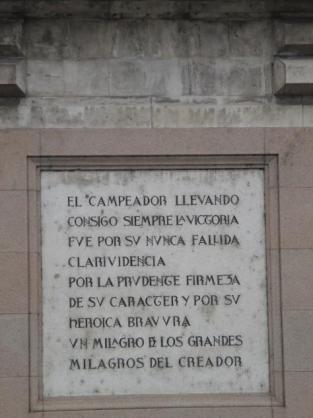 EL "CAMPEADOR LLEVANDO
CONSIGO SIEMPRE LA VICTORIA
FVE POR SV NVNCA FALLIDA
CLARIVIDENCIA
POR LA PRVDENTE FIRMEZA
DE SV CARACTER Y POR SV
HEROICA BRAVVRA
VN MILAGRO DE LOS GRANDES
MILAGROS DEL CREADOR